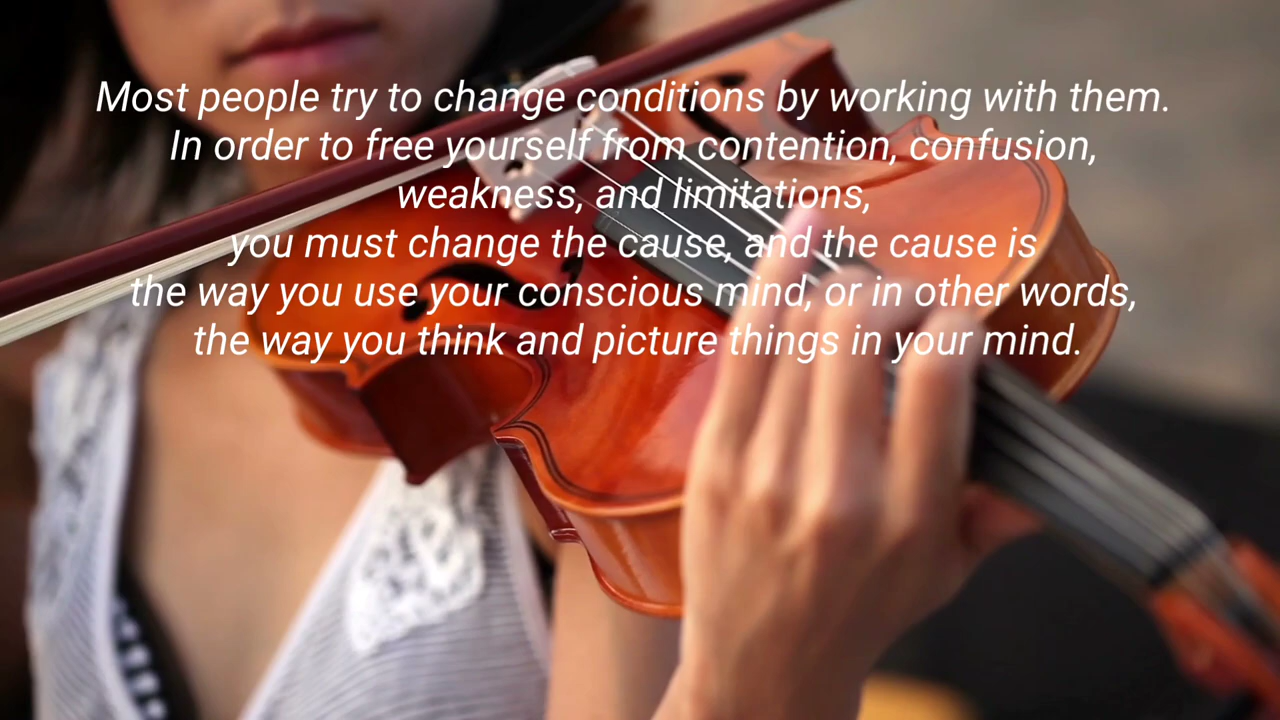 Most people try to change conditions by working with them.
In order to free yourself from contention, confusion,
weakness, and limitations,
you must change the cause, and the cause is
the way you use your conscious mind, or in other words,
the way you think and picture things in your mind.